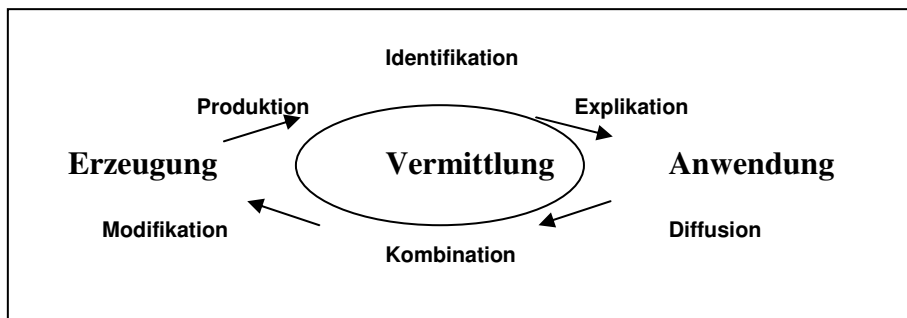 Identifikation
Produktion Explikation
Erzeugung Vermittlung Anwendung
Modifikation Diffusion
Kombination